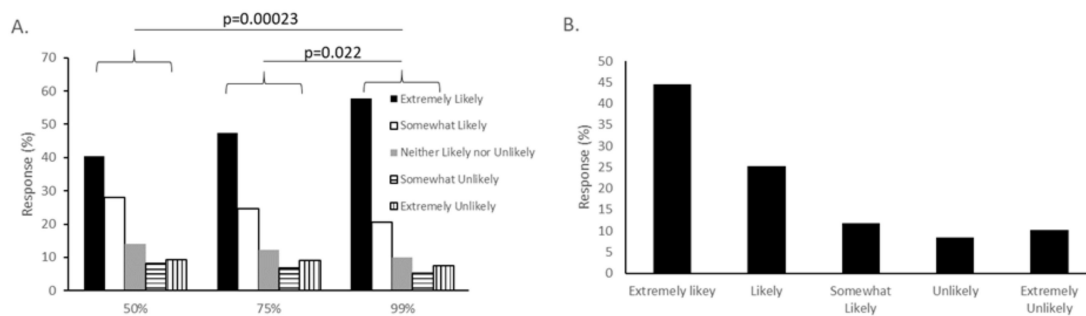 A.
p=0.00023
p=0.022
70
60
50
40
30
20
10
0
Response (%)
50%
75%
99%
Extremely Likely
Somewhat Likely
Neither Likely nor Unlikely
Somewhat Unlikely
Extremely Unlikely
B.
50
45
40
35
30
25
20
15
10
5
0
Response (%)
Extremely likey
Likely
Somewhat
Likely
Unlikely
Extremely
Unlikely